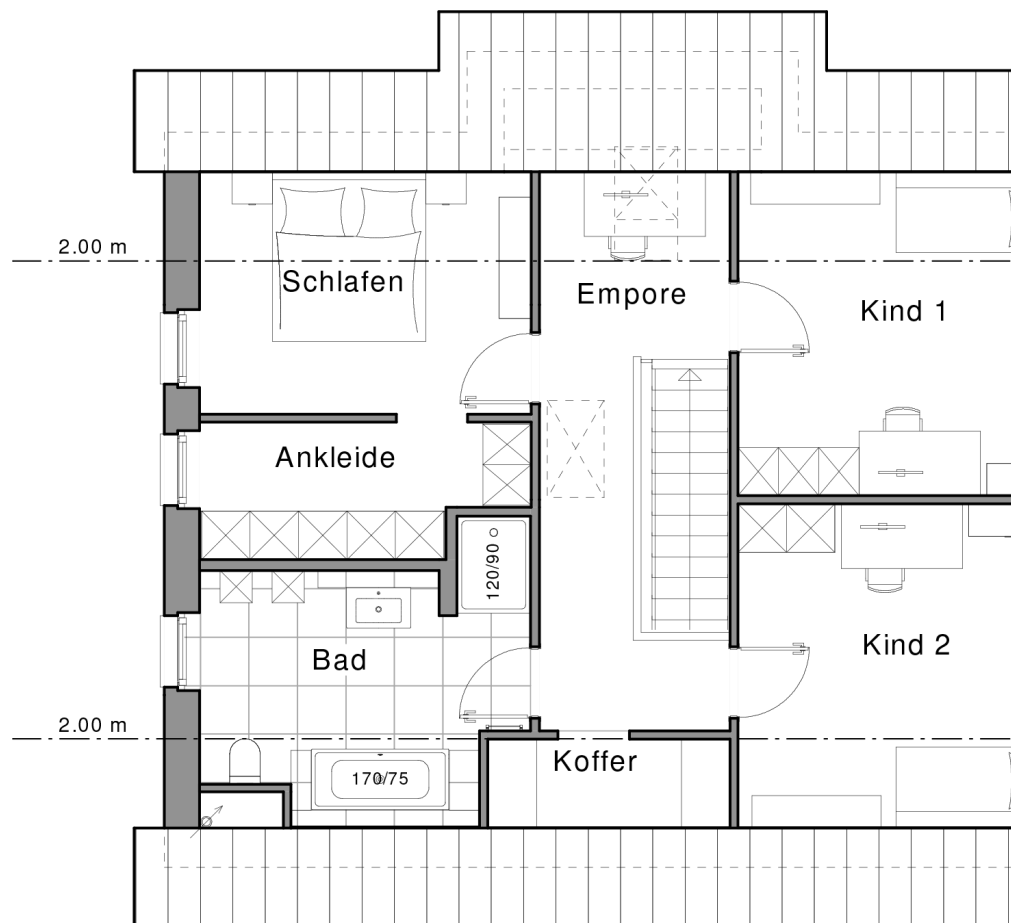 2.00 m
Schlafen
Empore
Kind 1
Ankleide
120/90
Bad
Kind 2
2.00 m
Koffer
170/75